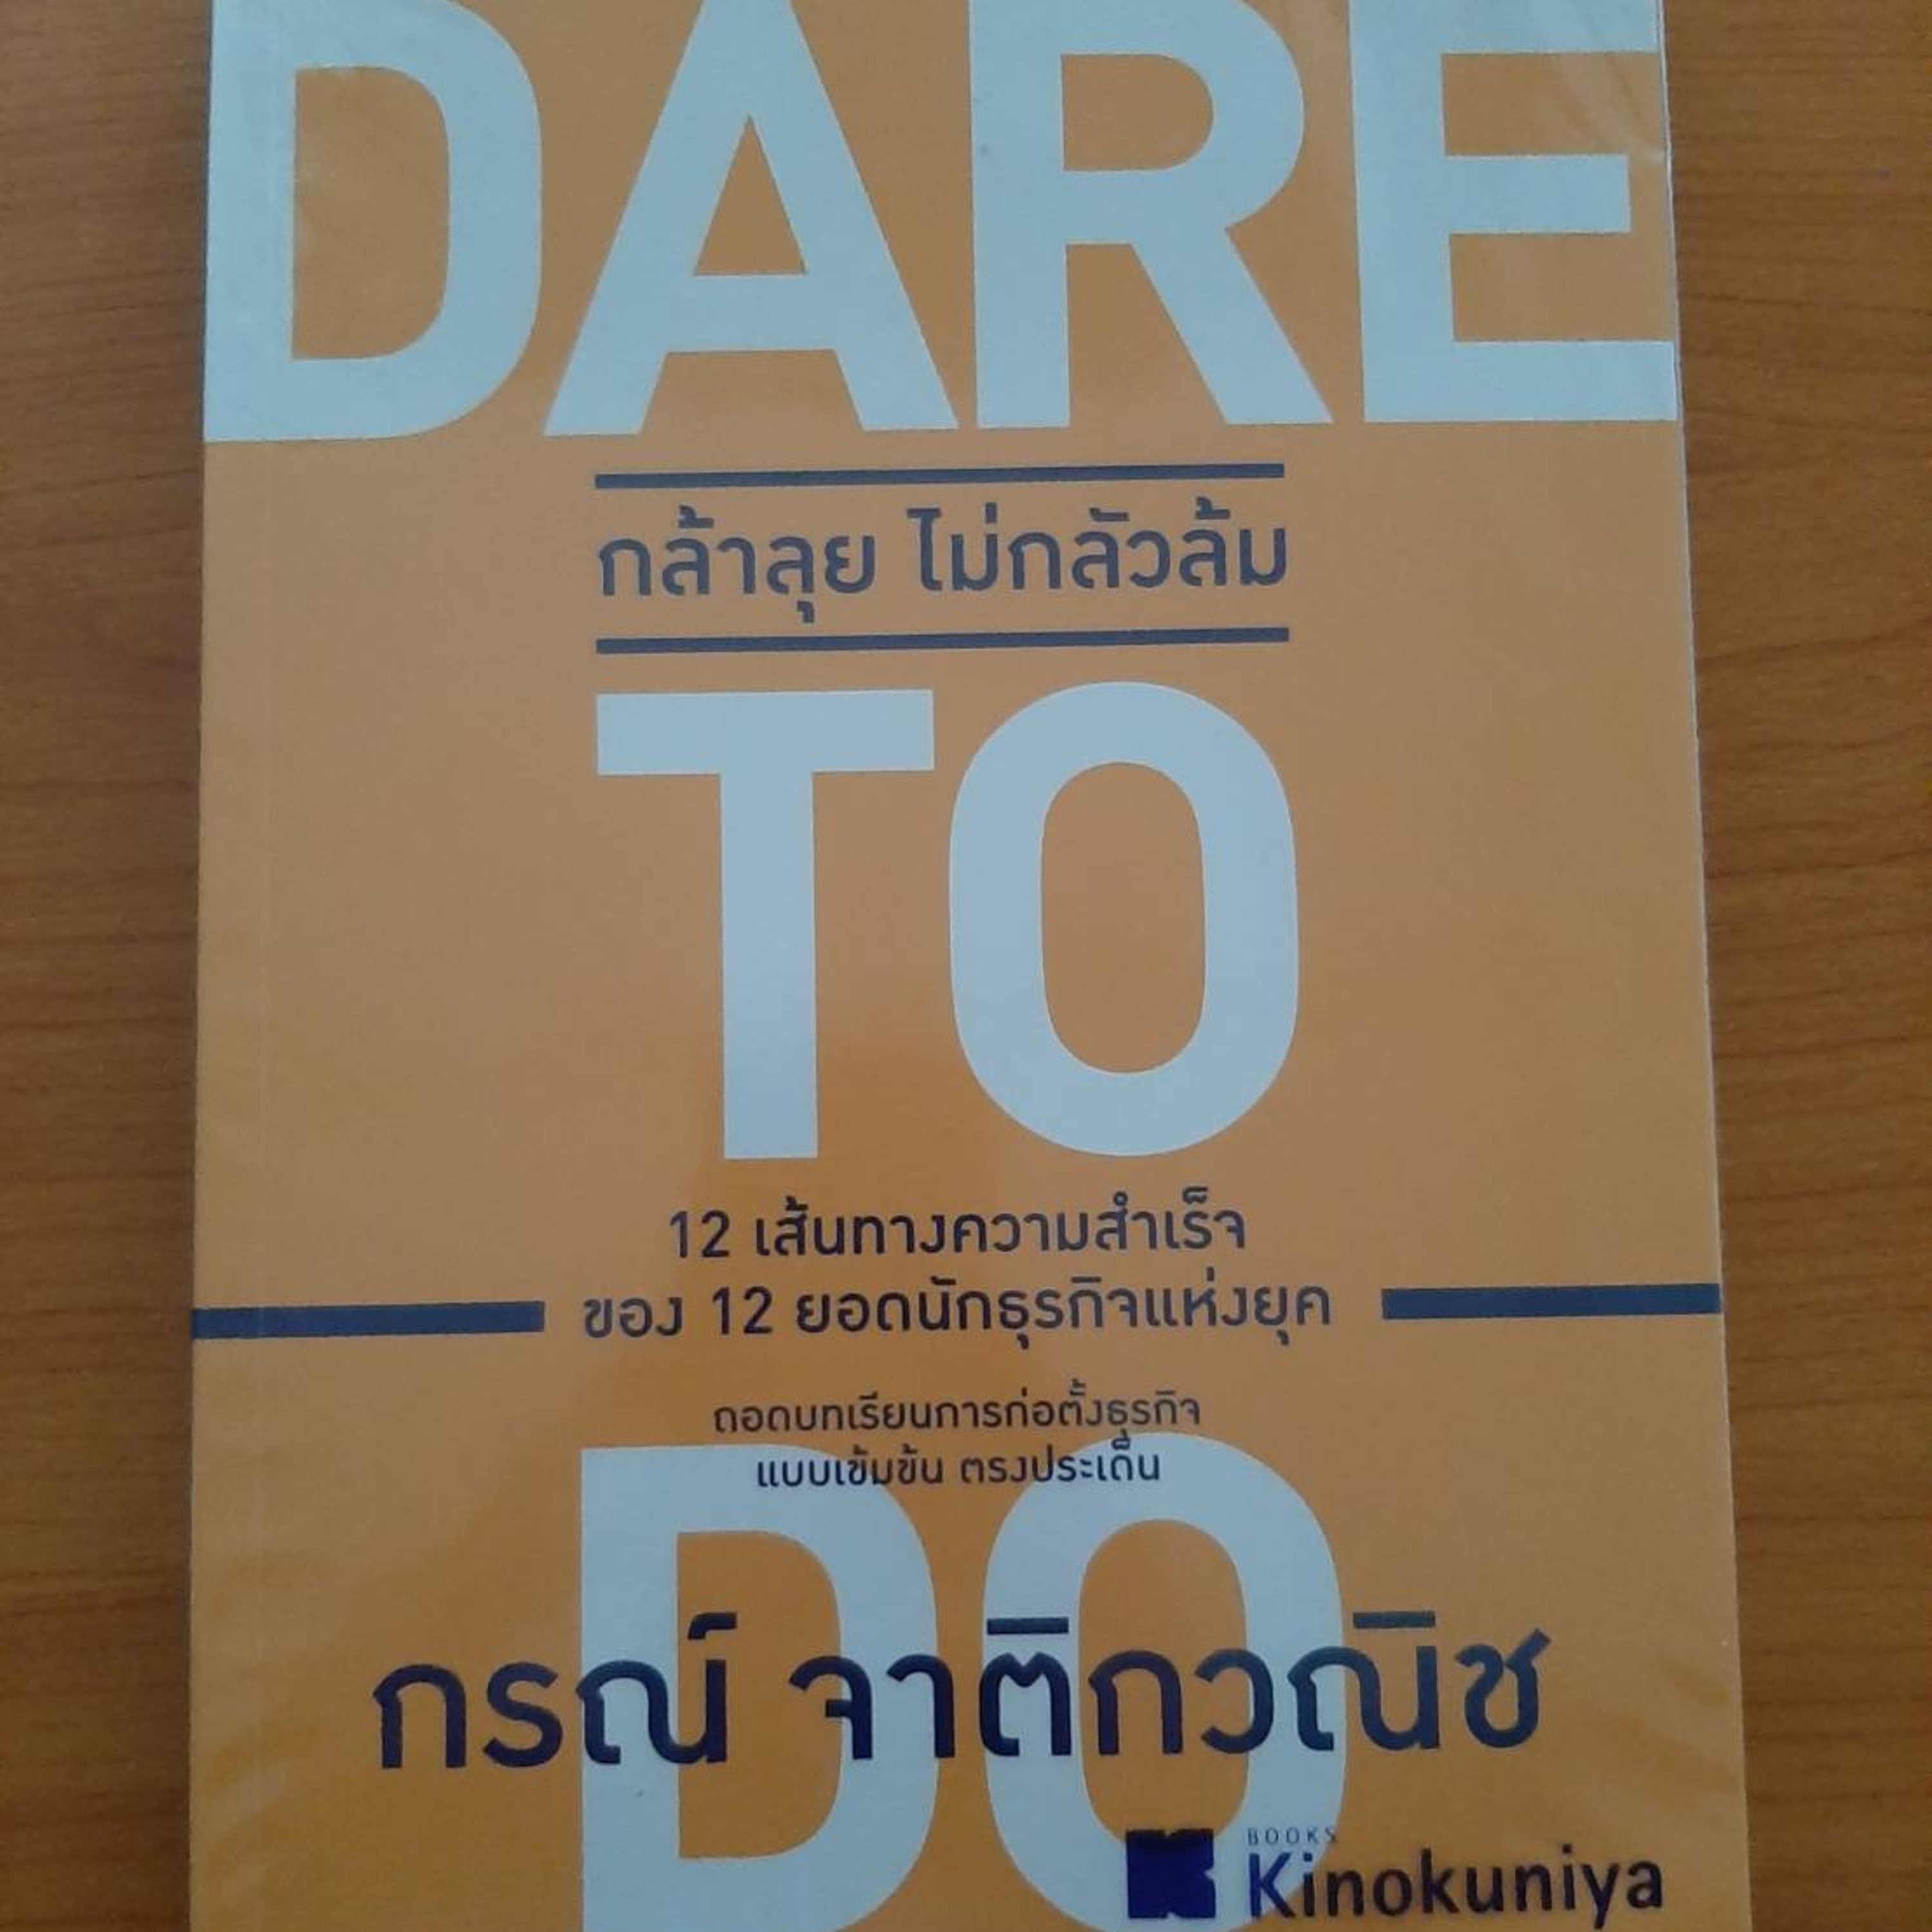 DARE
กล้าลุย ไม่กลัวล้ม
TO
12 เส้นทางความสำเร็จ
ของ 12 ยอดนักธุรกิจแห่งยุค
ถอดบทเรียนการก่อตั้งธุรกิจ
แบบเข้มข้น ตรงประเด็น
DO
กรณ์ จาติกวณิช
BOOKS
Kinokuniya